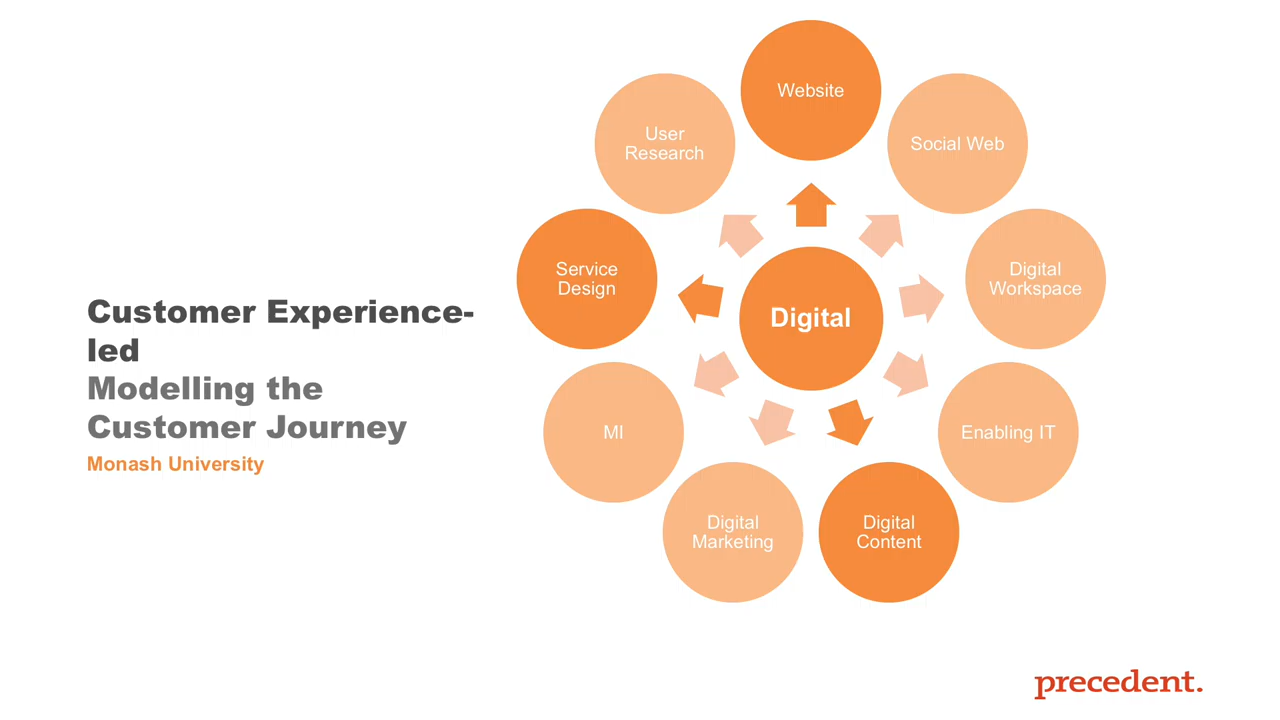 Customer Experience-
led
Modelling the
Customer Journey
Monash University
Website
Social Web
Digital
Workspace
Enabling IT
Digital
Content
Digital
Marketing
MI
Service
Design
User
Research
Digital
precedent.